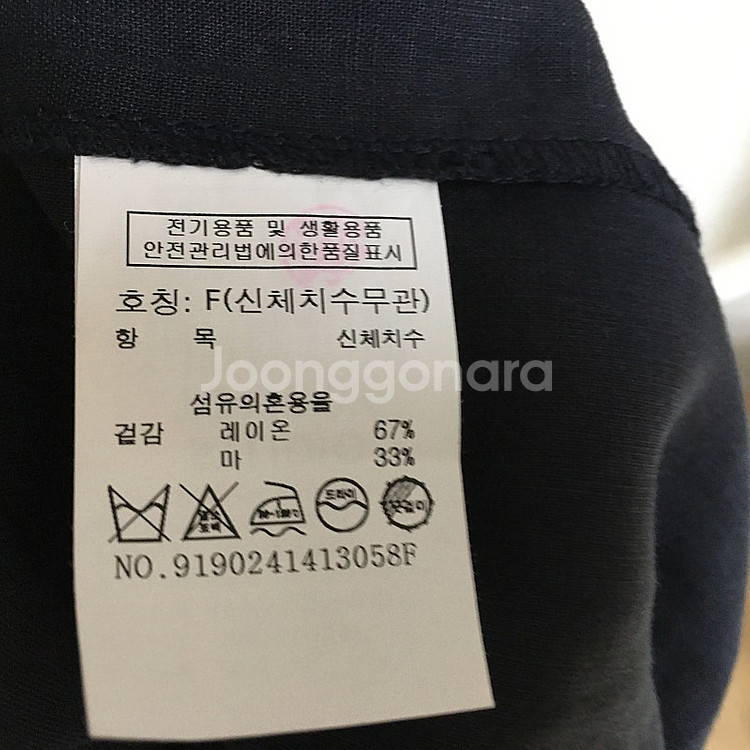 전기용품 및 생활용품
안전관리법에의한품질표시
호칭: F(신체치수무관)
항 목 신체치수
Joonggonara
섬유의혼용율
겉감 레이온 67%
마 33%
드라이
NO.9190241413058F